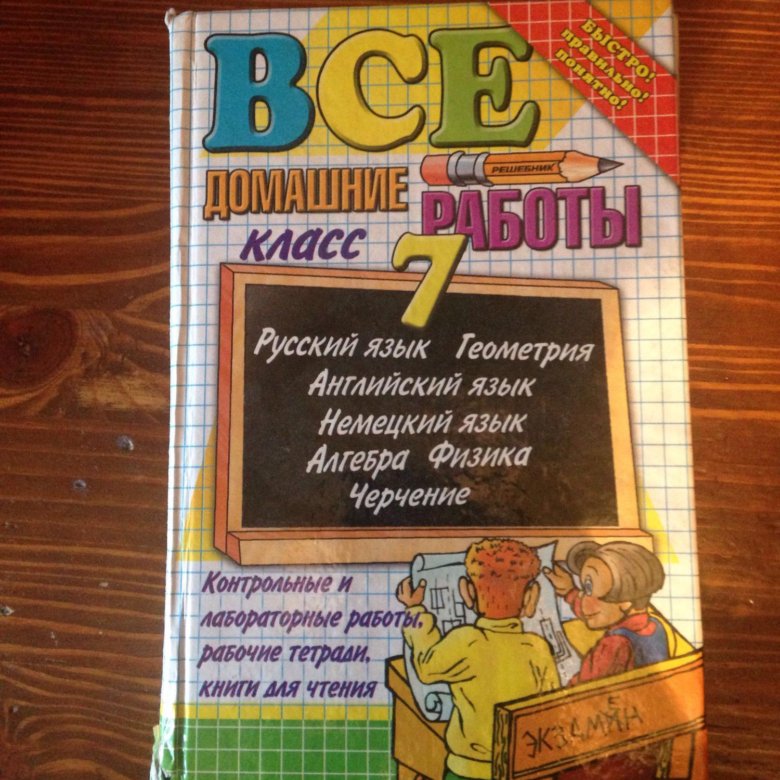 ВСЕ
БЫСТРО!
правильно!
понятно!
РЕШЕБНИК
ДОМАШНИЕ
РАБОТЫ
класс
7
Русский язык Геометрия
Английский язык
Немецкий язык
Алгебра Физика
Черчение
Контрольные и
лабораторные работы,
рабочие тетради,
книги для чтения
Е
ЭКЗАМИН